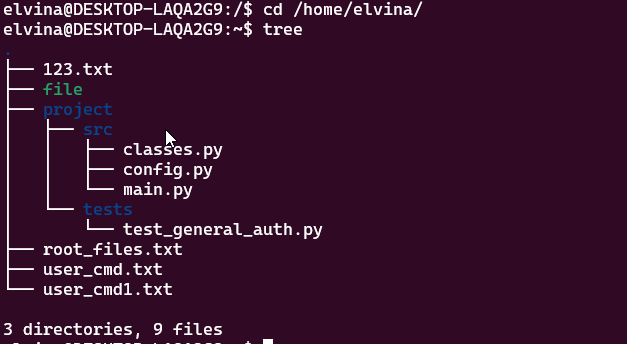 elvina@DESKTOP-LAQA2G9:/$ cd /home/elvina/
elvina@DESKTOP-LAQA2G9:~$ tree
.
├── 123.txt
├── file
├── project
│   ├── src
│   │   ├── classes.py
│   │   ├── config.py
│   │   └── main.py
│   └── tests
│       └── test_general_auth.py
├── root_files.txt
├── user_cmd.txt
└── user_cmd1.txt
3 directories, 9 files